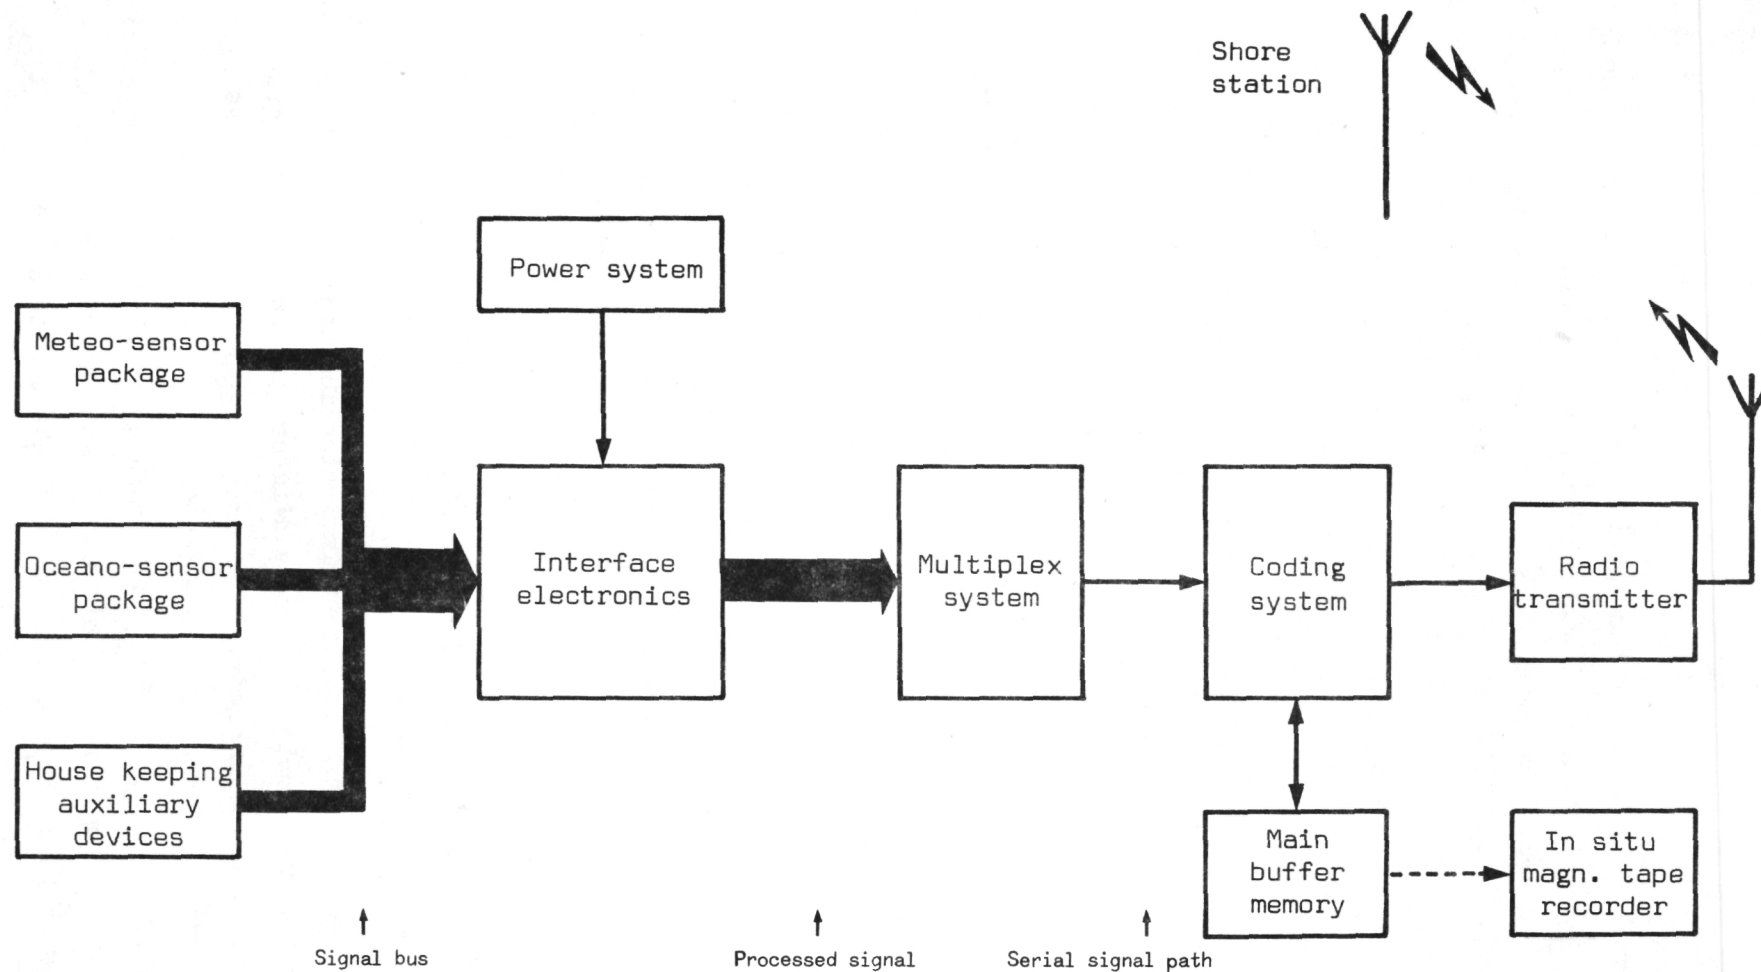 Shore
station
Power system
Meteo-sensor
package
Oceano-sensor
package
House keeping
auxiliary
devices
Interface
electronics
Multiplex
system
Coding
system
Radio
transmitter
Main
buffer
memory
In situ
magn. tape
recorder
Signal bus
Processed signal
Serial signal path